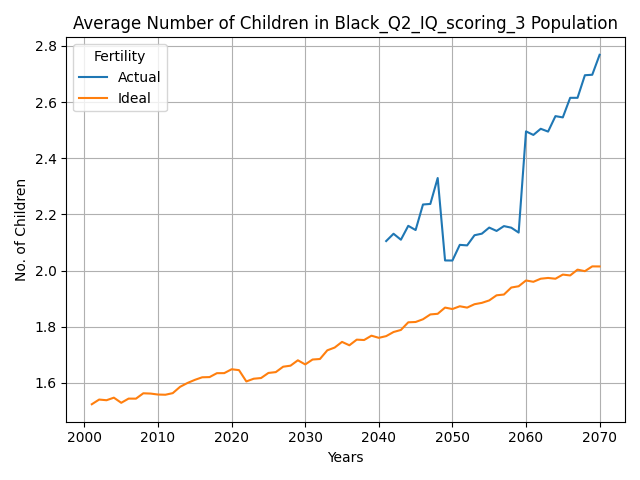 Average Number of Children in Black_Q2_IQ_scoring_3 Population
Fertility
Actual
Ideal
No. of Children
2.8
2.6
2.4
2.2
2.0
1.8
1.6
2000 2010 2020 2030 2040 2050 2060 2070
Years